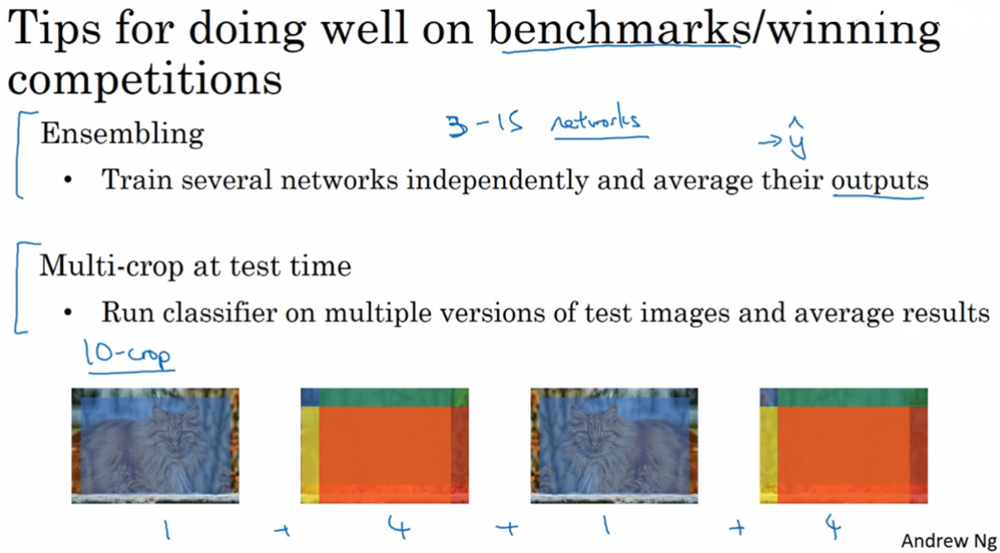 Tips for doing well on benchmarks/winning
competitions
Ensembling
3-15 networks
→ ŷ
• Train several networks independently and average their outputs
Multi-crop at test time
• Run classifier on multiple versions of test images and average results
10-crop
1 + 4 + 1 + 4
Andrew Ng